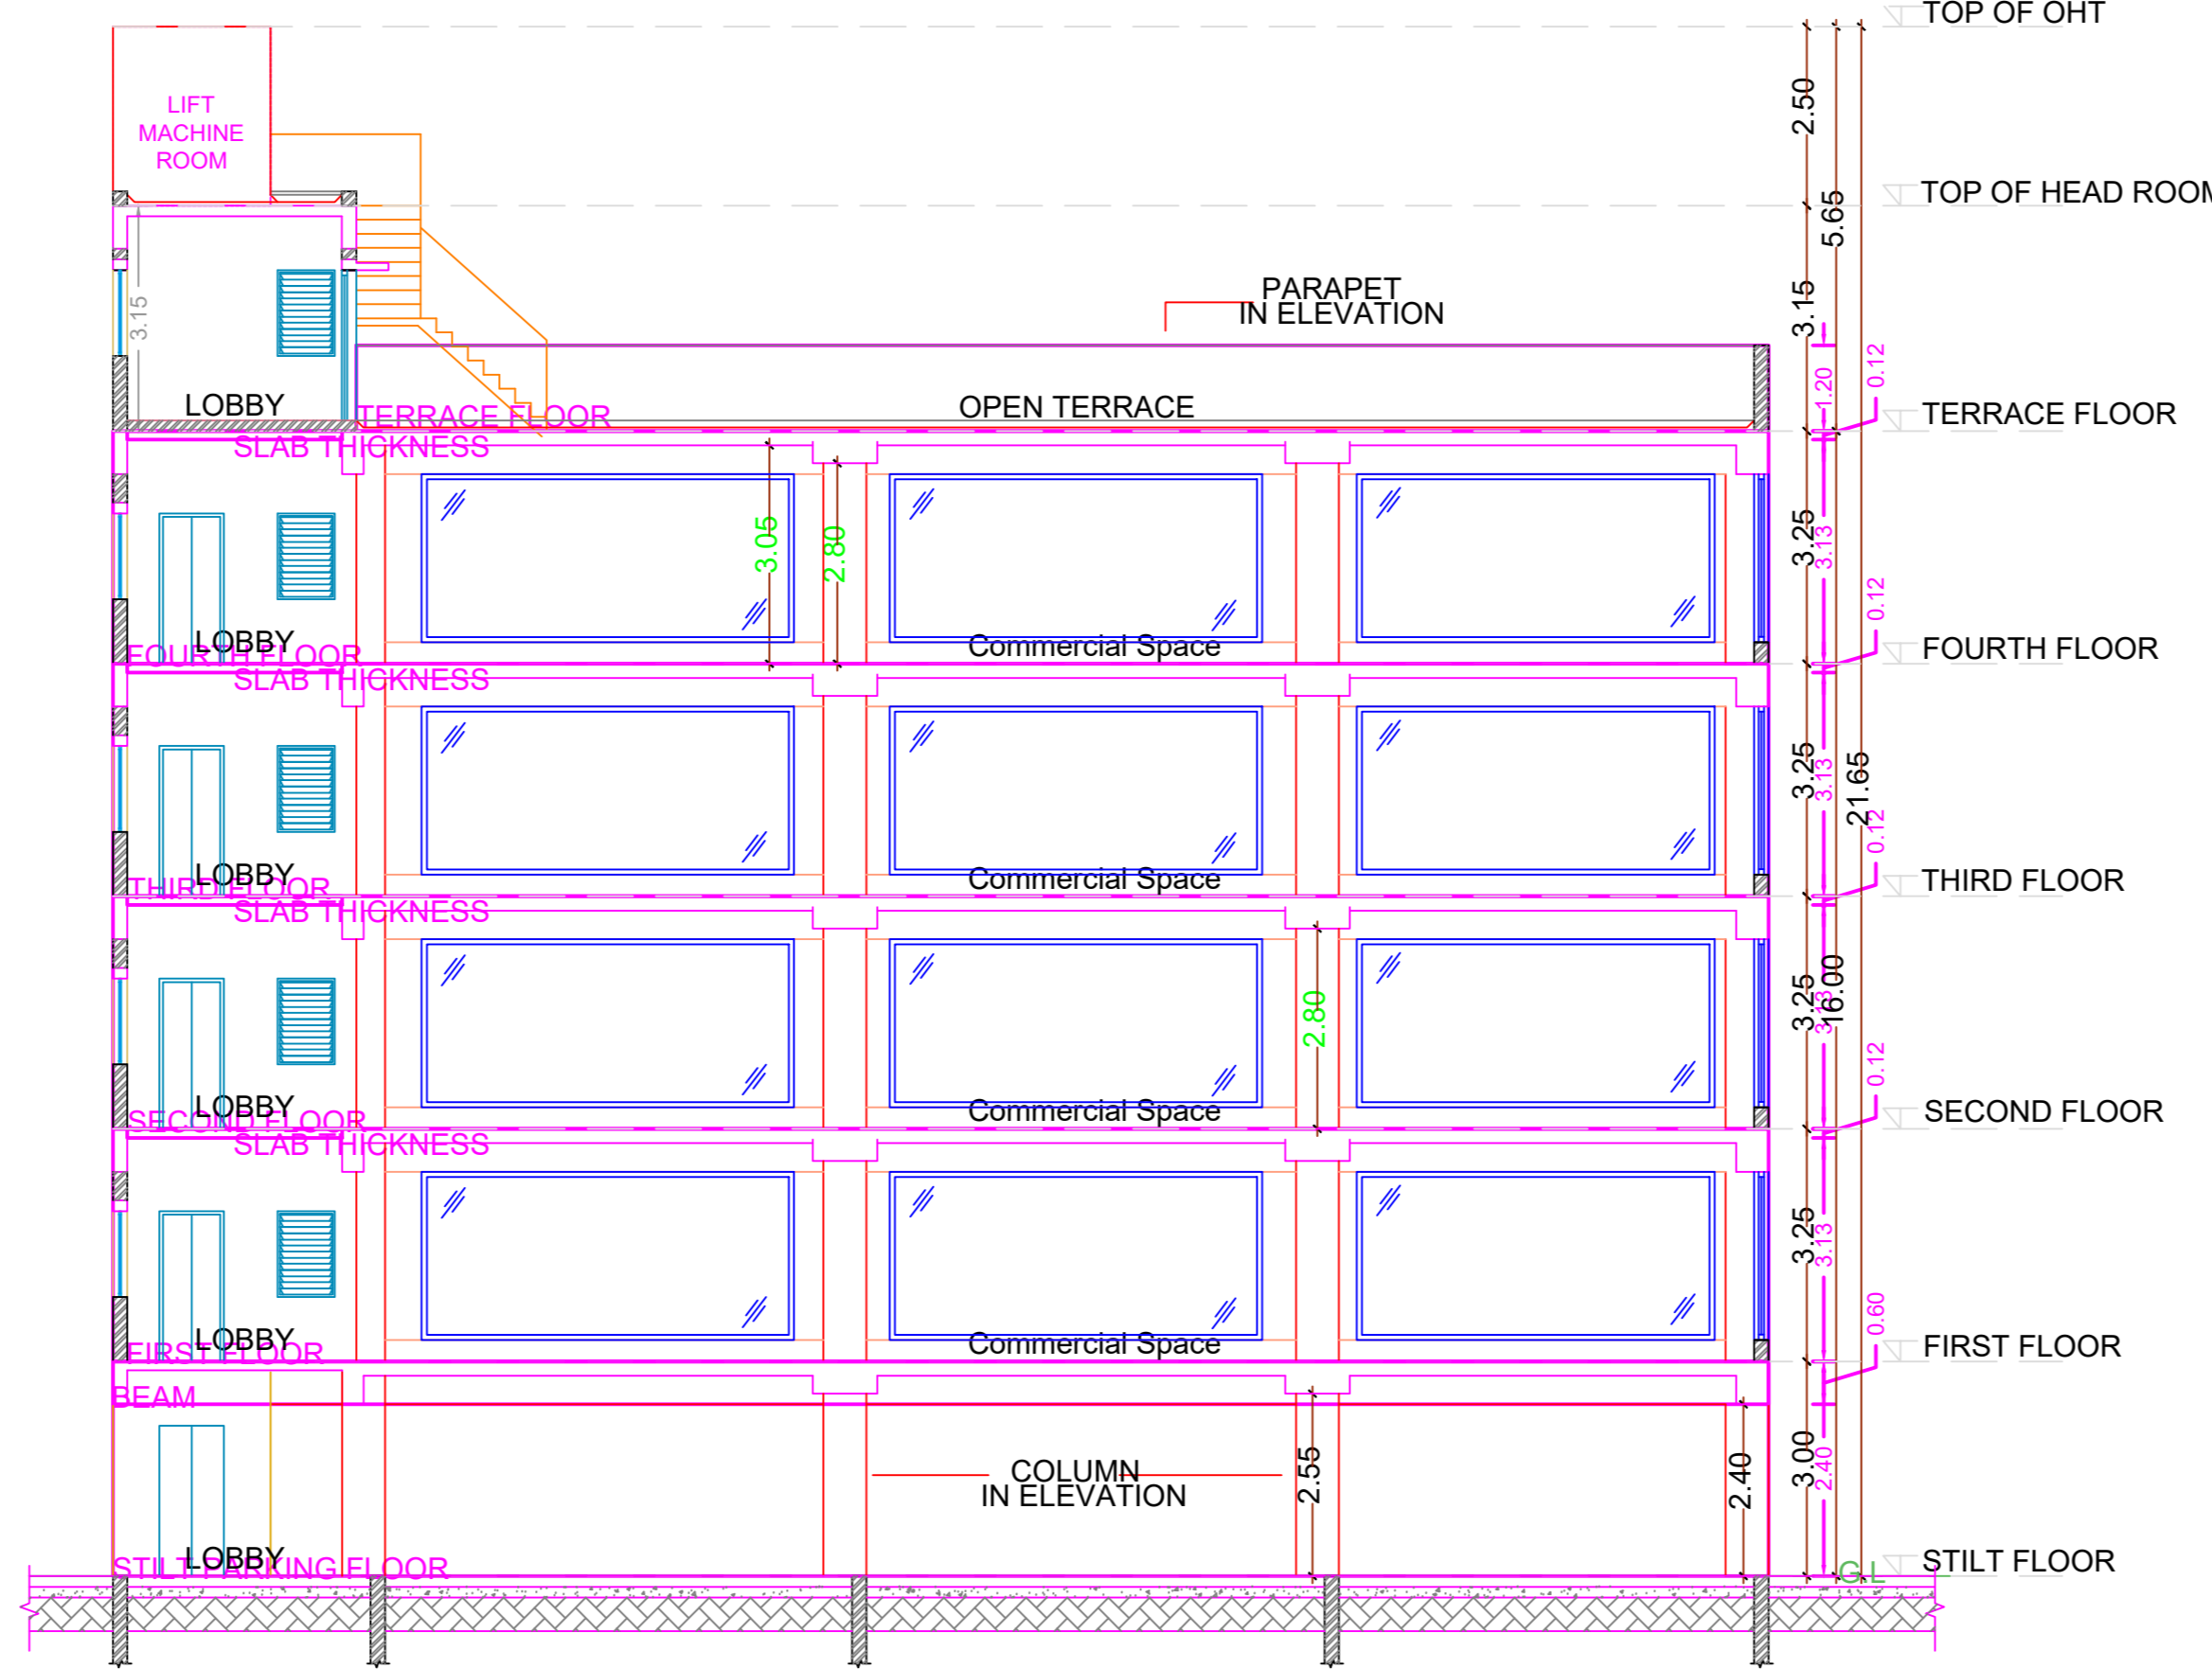 TOP OF OHT
LIFT
MACHINE
ROOM
2.50
TOP OF HEAD ROOM
5.65
3.15
3.15
PARAPET
IN ELEVATION
1.20
0.12
LOBBY
TERRACE FLOOR
OPEN TERRACE
TERRACE FLOOR
SLAB THICKNESS
3.05
2.80
3.25
3.13
0.12
LOBBY
FOURTH FLOOR
Commercial Space
FOURTH FLOOR
SLAB THICKNESS
3.25
3.13
21.65
0.12
LOBBY
THIRD FLOOR
Commercial Space
THIRD FLOOR
SLAB THICKNESS
2.80
3.25
3.13
16.00
0.12
LOBBY
SECOND FLOOR
Commercial Space
SECOND FLOOR
SLAB THICKNESS
3.25
3.13
0.60
LOBBY
FIRST FLOOR
Commercial Space
FIRST FLOOR
BEAM
COLUMN
IN ELEVATION
2.55
2.40
3.00
2.40
LOBBY
STILT PARKING FLOOR
G.L
STILT FLOOR